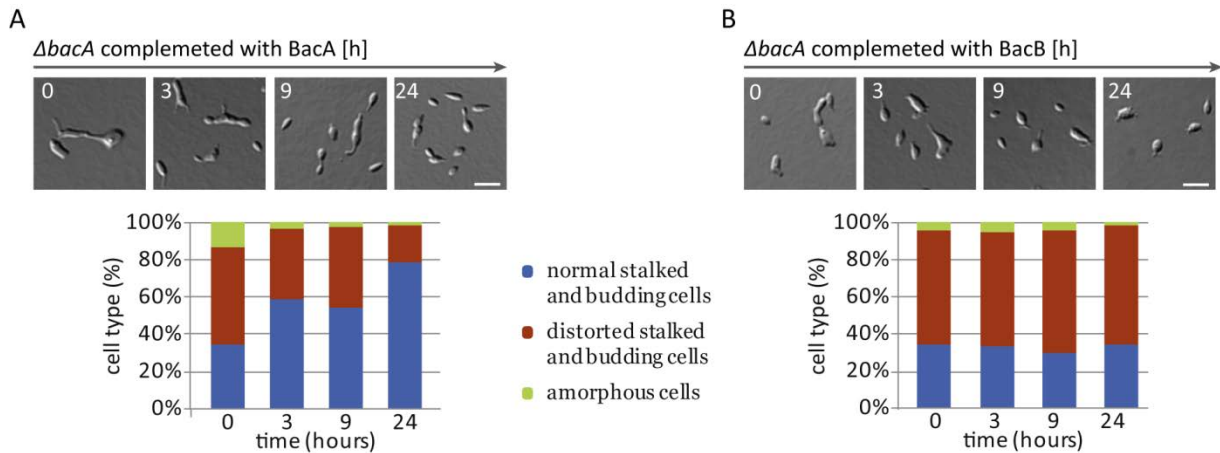 A
ΔbacA complemeted with BacA [h]
0
3
9
24
100%
80%
60%
40%
20%
0%
cell type (%)
0 3 9 24
time (hours)
normal stalked
and budding cells
distorted stalked
and budding cells
amorphous cells
B
ΔbacA complemeted with BacB [h]
0
3
9
24
100%
80%
60%
40%
20%
0%
cell type (%)
0 3 9 24
time (hours)